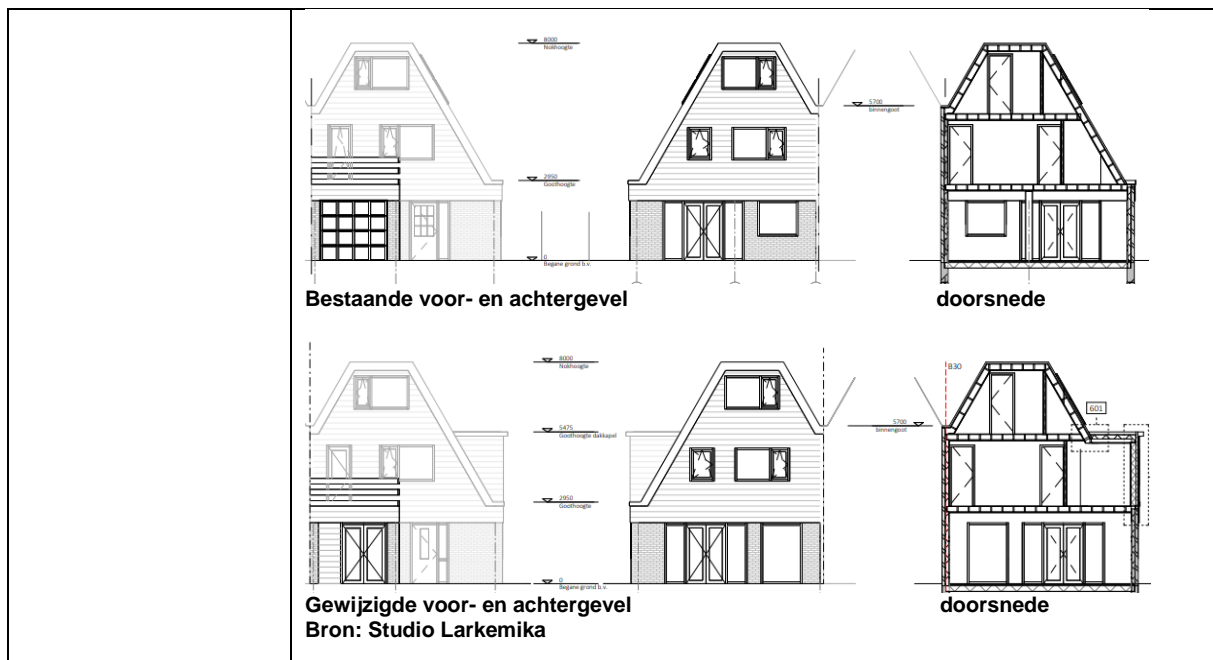 8000
Nokhoogte
5700
binnengoot
2950
Goothoogte
0
Begane grond b.v.
Bestaande voor- en achtergevel doorsnede
8000
Nokhoogte
B30
601
5475
Goothoogte dakkapel
5700
binnengoot
2950
Goothoogte
0
Begane grond b.v.
Gewijzigde voor- en achtergevel doorsnede
Bron: Studio Larkemika